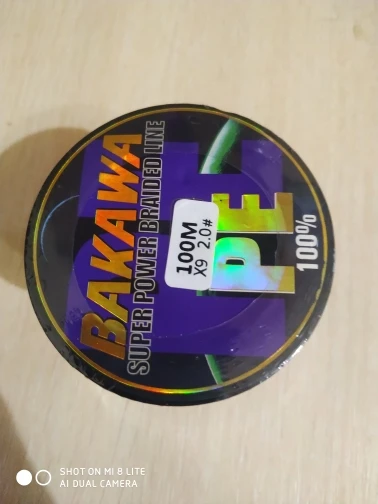 BAKAWA
SUPER POWER BRAIDED LINE
100M
X9 2.0#
PE
100%
SHOT ON MI 8 LITE
AI DUAL CAMERA